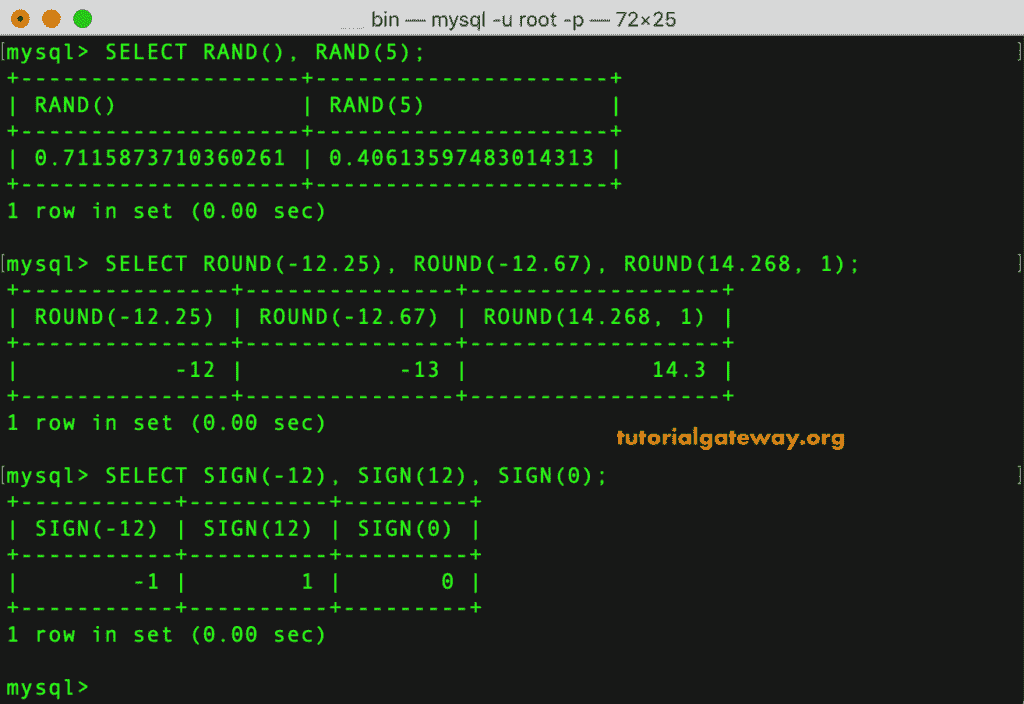 bin — mysql -u root -p — 72×25
[mysql> SELECT RAND(), RAND(5); ]
+--------------------+---------------------+
| RAND()             | RAND(5)             |
+--------------------+---------------------+
| 0.7115873710360261 | 0.40613597483014313 |
+--------------------+---------------------+
1 row in set (0.00 sec)
[mysql> SELECT ROUND(-12.25), ROUND(-12.67), ROUND(14.268, 1); ]
+---------------+---------------+------------------+
| ROUND(-12.25) | ROUND(-12.67) | ROUND(14.268, 1) |
+---------------+---------------+------------------+
|           -12 |           -13 |             14.3 |
+---------------+---------------+------------------+
1 row in set (0.00 sec)
tutorialgateway.org
[mysql> SELECT SIGN(-12), SIGN(12), SIGN(0); ]
+-----------+----------+---------+
| SIGN(-12) | SIGN(12) | SIGN(0) |
+-----------+----------+---------+
|        -1 |        1 |       0 |
+-----------+----------+---------+
1 row in set (0.00 sec)
mysql>